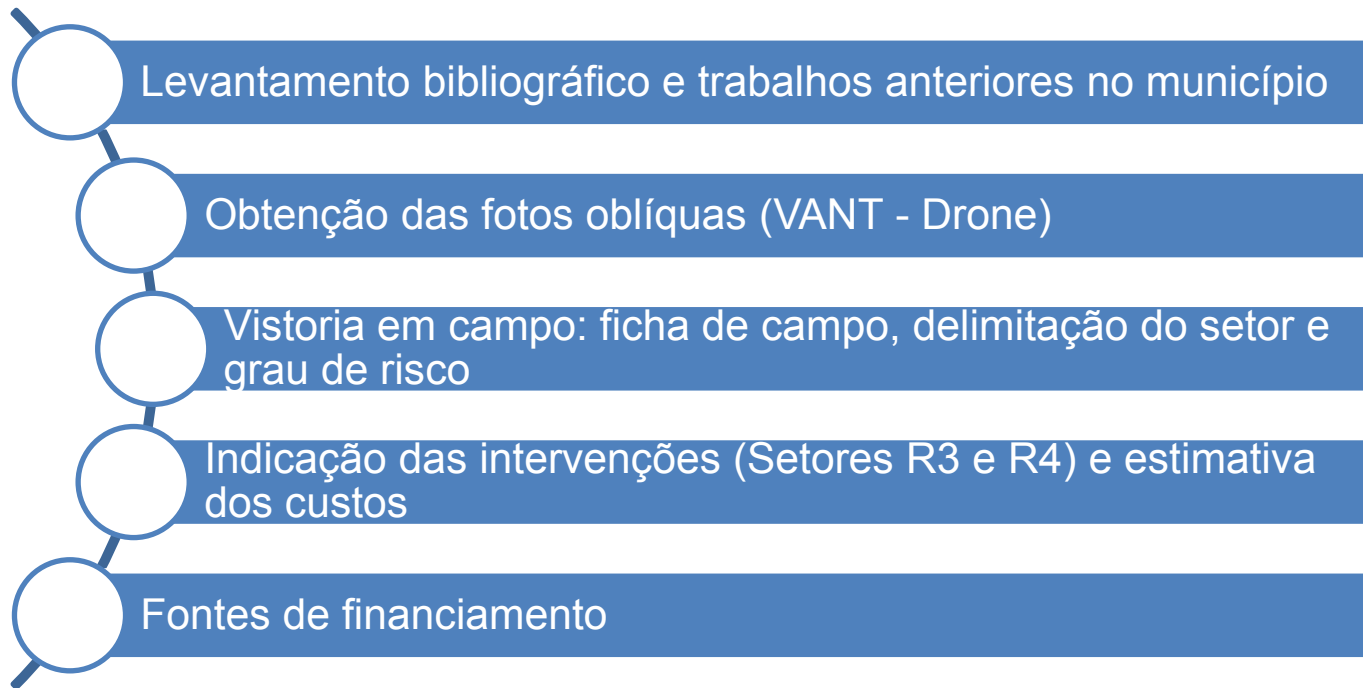 Levantamento bibliográfico e trabalhos anteriores no município
Obtenção das fotos oblíquas (VANT - Drone)
Vistoria em campo: ficha de campo, delimitação do setor e
grau de risco
Indicação das intervenções (Setores R3 e R4) e estimativa
dos custos
Fontes de financiamento